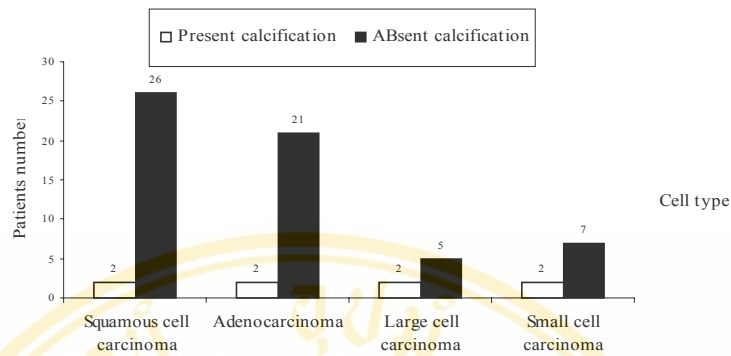 Present calcification ABsent calcification
30
25
20
15
10
5
0
Patients number
26
21
5
7
2
2
2
2
Squamous cell
carcinoma
Adenocarcinoma
Large cell
carcinoma
Small cell
carcinoma
Cell type